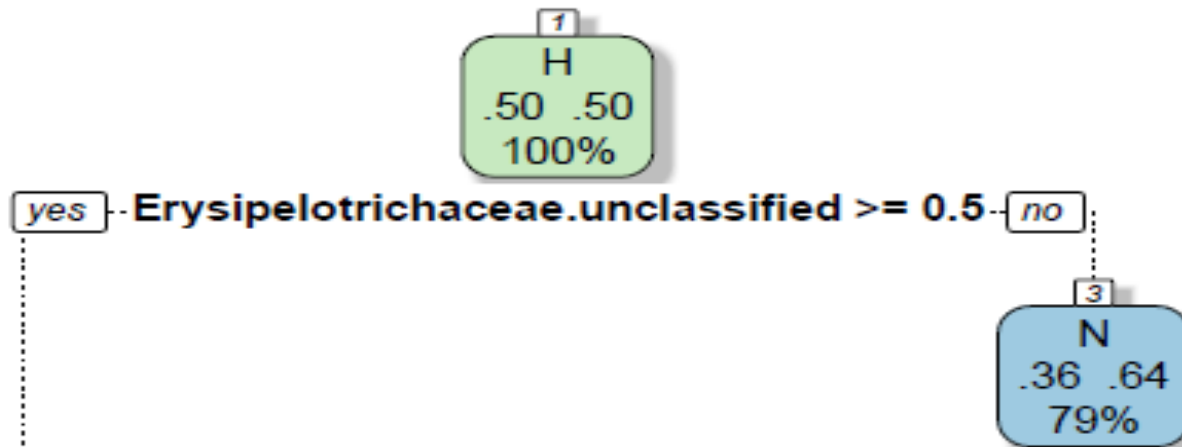 1
H
.50 .50
100%
yes Erysipelotrichaceae.unclassified >= 0.5 no
3
N
.36 .64
79%